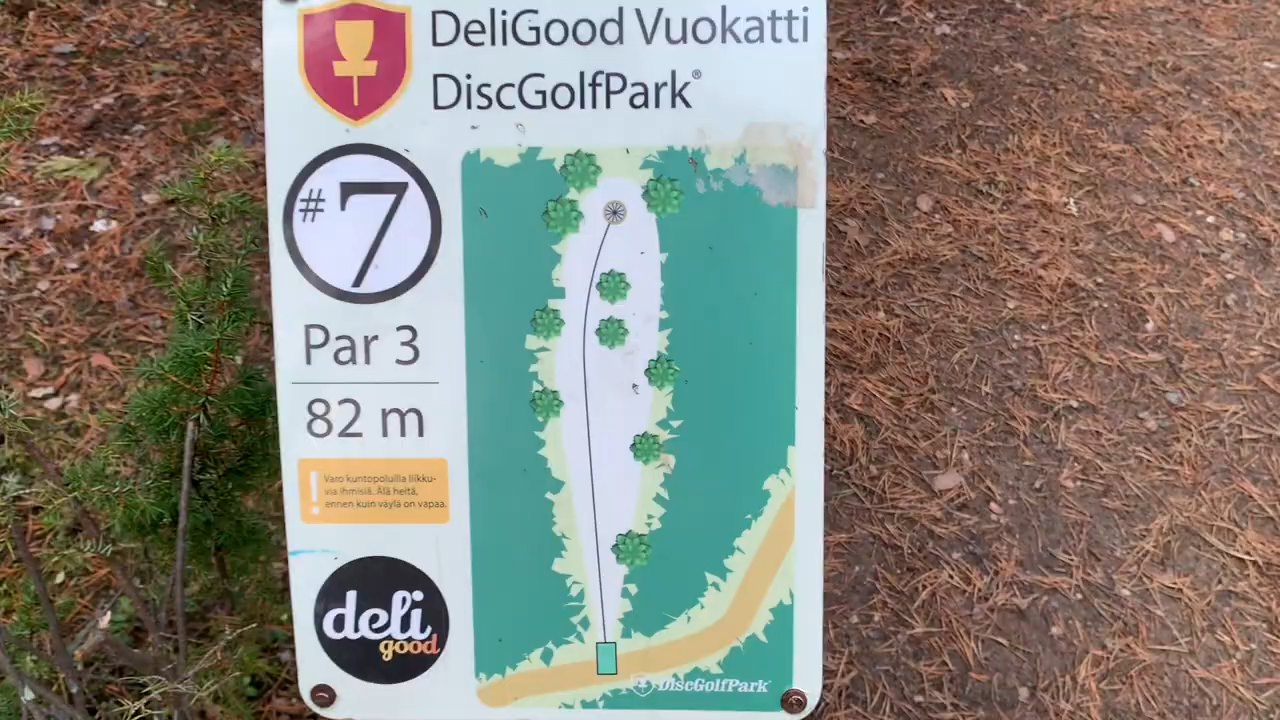 DeliGood Vuokatti
DiscGolfPark®
#7
Par 3
82 m
! Varo kuntopoluilla liikku-
via ihmisiä. Älä heitä,
ennen kuin väylä on vapaa.
deli
good
DiscGolfPark